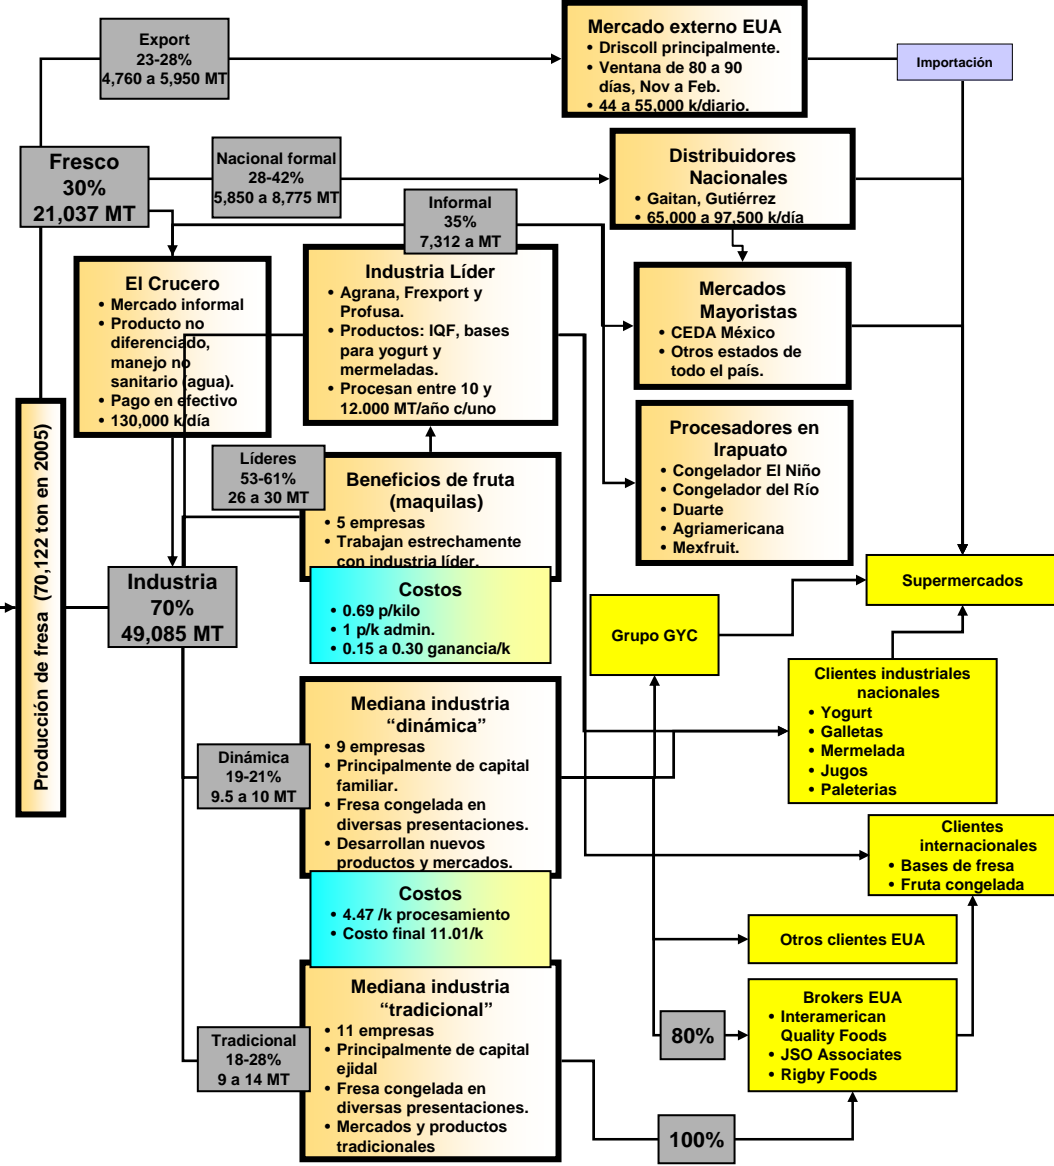 Export
23-28%
4,760 a 5,950 MT
Mercado externo EUA
• Driscoll principalmente.
• Ventana de 80 a 90
días, Nov a Feb.
• 44 a 55,000 k/diario.
Importación
Fresco
30%
21,037 MT
Nacional formal
28-42%
5,850 a 8,775 MT
Distribuidores
Nacionales
• Gaitan, Gutiérrez
• 65,000 a 97,500 k/día
Informal
35%
7,312 a MT
El Crucero
• Mercado informal
• Producto no
diferenciado,
manejo no
sanitario (agua).
• Pago en efectivo
• 130,000 k/día
Industria Líder
• Agrana, Frexport y
Profusa.
• Productos: IQF, bases
para yogurt y
mermeladas.
• Procesan entre 10 y
12.000 MT/año c/uno
Mercados
Mayoristas
• CEDA México
• Otros estados de
todo el país.
Procesadores en
Irapuato
• Congelador El Niño
• Congelador del Río
• Duarte
• Agriamericana
• Mexfruit.
Producción de fresa (70,122 ton en 2005)
Líderes
53-61%
26 a 30 MT
Beneficios de fruta
(maquilas)
• 5 empresas
• Trabajan estrechamente
con industria líder.
Industria
70%
49,085 MT
Costos
• 0.69 p/kilo
• 1 p/k admin.
• 0.15 a 0.30 ganancia/k
Supermercados
Grupo GYC
Clientes industriales
nacionales
• Yogurt
• Galletas
• Mermelada
• Jugos
• Paleterias
Mediana industria
“dinámica”
• 9 empresas
• Principalmente de capital
familiar.
• Fresa congelada en
diversas presentaciones.
• Desarrollan nuevos
productos y mercados.
Dinámica
19-21%
9.5 a 10 MT
Clientes
internacionales
• Bases de fresa
• Fruta congelada
Costos
• 4.47 /k procesamiento
• Costo final 11.01/k
Otros clientes EUA
Mediana industria
“tradicional”
• 11 empresas
• Principalmente de capital
ejidal
• Fresa congelada en
diversas presentaciones.
• Mercados y productos
tradicionales
Tradicional
18-28%
9 a 14 MT
80%
Brokers EUA
• Interamerican
Quality Foods
• JSO Associates
• Rigby Foods
100%